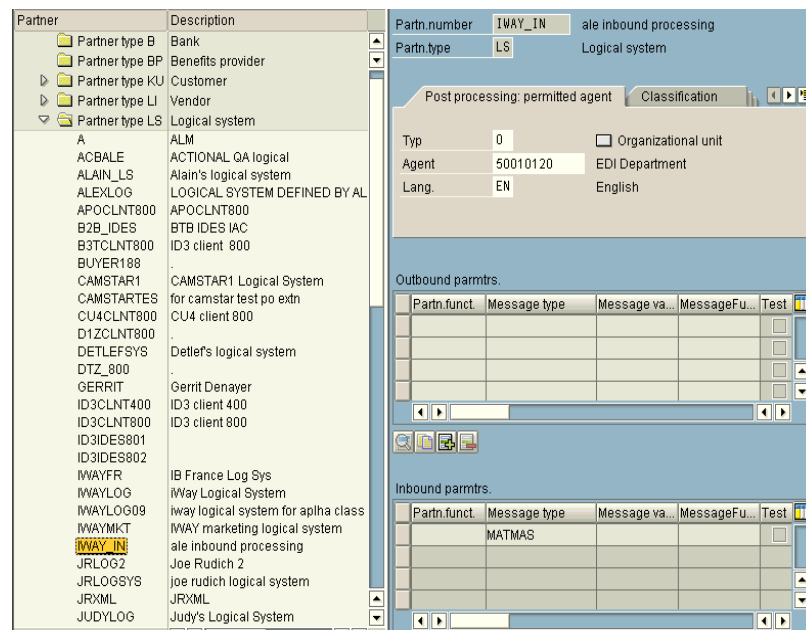 Partner Description
Partner type B Bank
Partner type BP Benefits provider
Partner type KU Customer
Partner type LI Vendor
Partner type LS Logical system
A ALM
ACBALE ACTIONAL QA logical
ALAIN_LS Alain's logical system
ALEXLOG LOGICAL SYSTEM DEFINED BY AL
APOCLNT800 APOCLNT800
B2B_IDES BTB IDES IAC
B3TCLNT800 ID3 client 800
BUYER188 .
CAMSTAR1 CAMSTAR1 Logical System
CAMSTARTES for camstar test po extn
CU4CLNT800 CU4 client 800
D1ZCLNT800 .
DETLEFSYS Detlef's logical system
DTZ_800 .
GERRIT Gerrit Denayer
ID3CLNT400 ID3 client 400
ID3CLNT800 ID3 client 800
ID3IDES801
ID3IDES802
IWAYFR IB France Log Sys
IWAYLOG iWay Logical System
IWAYLOG09 iway logical system for aplha class
IWAYMKT IWAY marketing logical system
IWAY_IN ale inbound processing
JRLOG2 Joe Rudich 2
JRLOGSYS joe rudich logical system
JRXML JRXML
JUDYLOG Judy's Logical System
Partn.number IWAY_IN ale inbound processing
Partn.type LS Logical system
Post processing: permitted agent Classification
Typ O Organizational unit
Agent 50010120 EDI Department
Lang. EN English
Outbound parmtrs.
Partn.funct. Message type Message va... MessageFu... Test
Inbound parmtrs.
Partn.funct. Message type Message va... MessageFu... Test
MATMAS